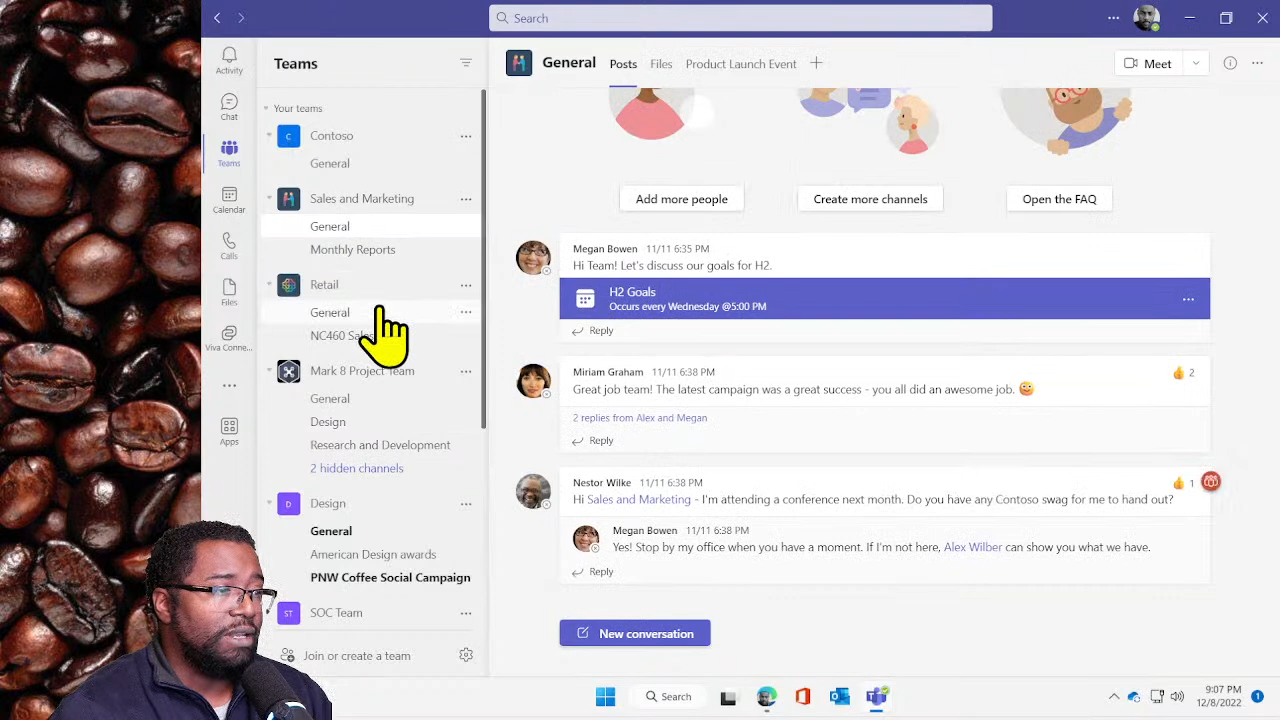 Search
Activity
Chat
Teams
Calendar
Calls
Files
Viva Conne...
Apps
Teams
Your teams
C
Contoso
General
Sales and Marketing
General
Monthly Reports
Retail
General
NC460 Sales
Mark 8 Project Team
General
Design
Research and Development
2 hidden channels
D
Design
General
American Design awards
PNW Coffee Social Campaign
ST
SOC Team
Join or create a team
General
Posts
Files
Product Launch Event
Meet
Add more people
Create more channels
Open the FAQ
Megan Bowen 11/11 6:35 PM
Hi Team! Let's discuss our goals for H2.
H2 Goals
Occurs every Wednesday @5:00 PM
Reply
Miriam Graham 11/11 6:38 PM
2
Great job team! The latest campaign was a great success - you all did an awesome job.
2 replies from Alex and Megan
Reply
Nestor Wilke 11/11 6:38 PM
1
Hi Sales and Marketing - I'm attending a conference next month. Do you have any Contoso swag for me to hand out?
Megan Bowen 11/11 6:38 PM
Yes! Stop by my office when you have a moment. If I'm not here, Alex Wilber can show you what we have.
Reply
New conversation
Search
9:07 PM
12/8/2022
1